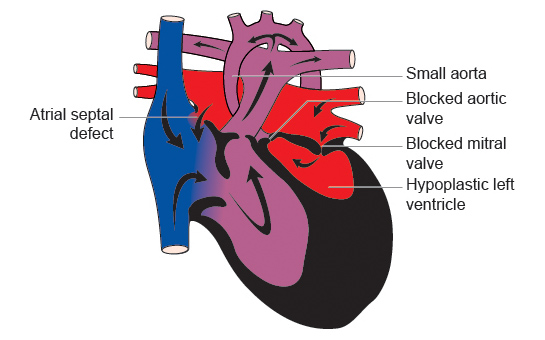 Small aorta
Blocked aortic
valve
Atrial septal
defect
Blocked mitral
valve
Hypoplastic left
ventricle